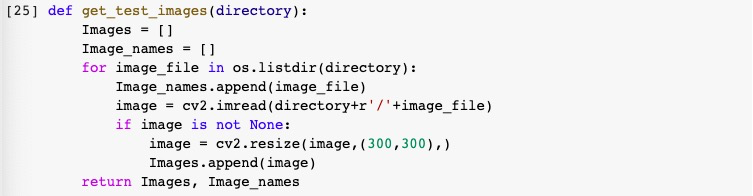 [25] def get_test_images(directory):
Images = []
Image_names = []
for image_file in os.listdir(directory):
Image_names.append(image_file)
image = cv2.imread(directory+r'/'+image_file)
if image is not None:
image = cv2.resize(image,(300,300),)
Images.append(image)
return Images, Image_names